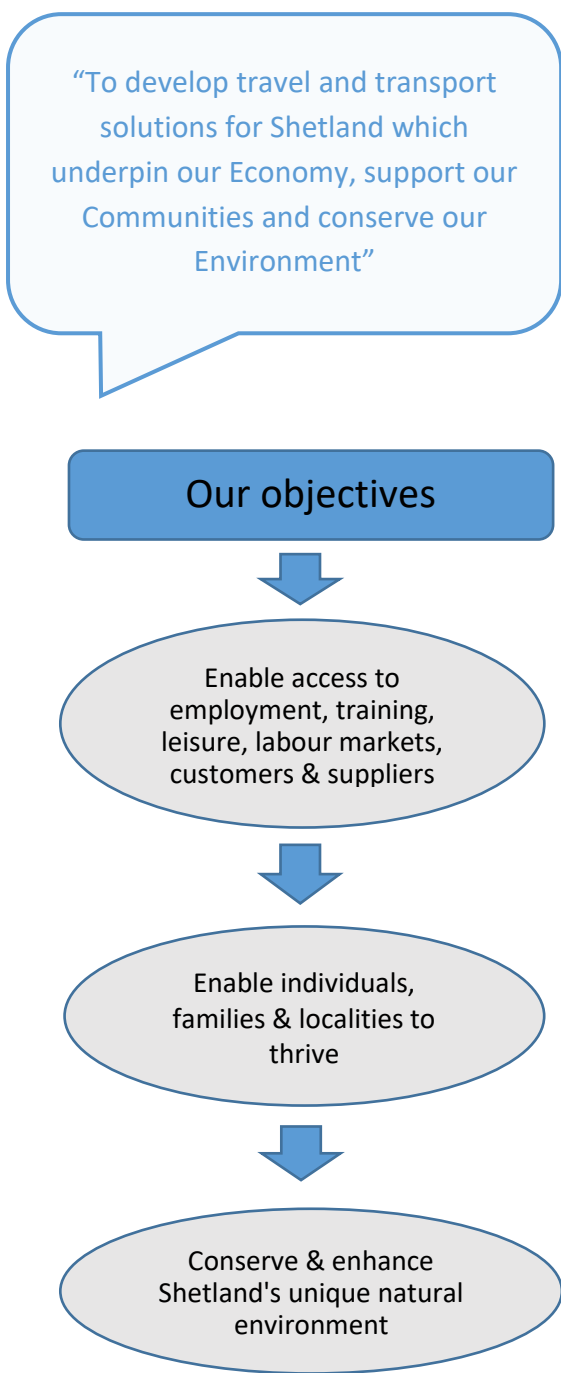 “To develop travel and transport
solutions for Shetland which
underpin our Economy, support our
Communities and conserve our
Environment”
Our objectives
Enable access to
employment, training,
leisure, labour markets,
customers & suppliers
Enable individuals,
families & localities to
thrive
Conserve & enhance
Shetland's unique natural
environment